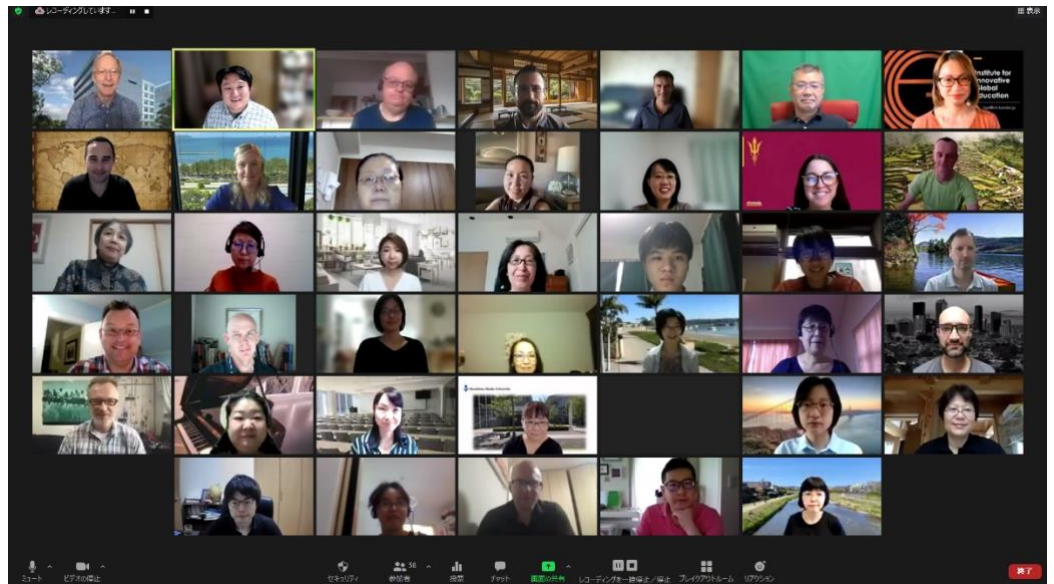 レコーディングしています...
表示
Institute for
Innovative
Global
Education
Hiroshima Bunkyo University
ミュート
ビデオの停止
セキュリティ
参加者
56
投票
チャット
画面の共有
レコーディングを一時停止/停止
ブレイクアウトルーム
リアクション
終了